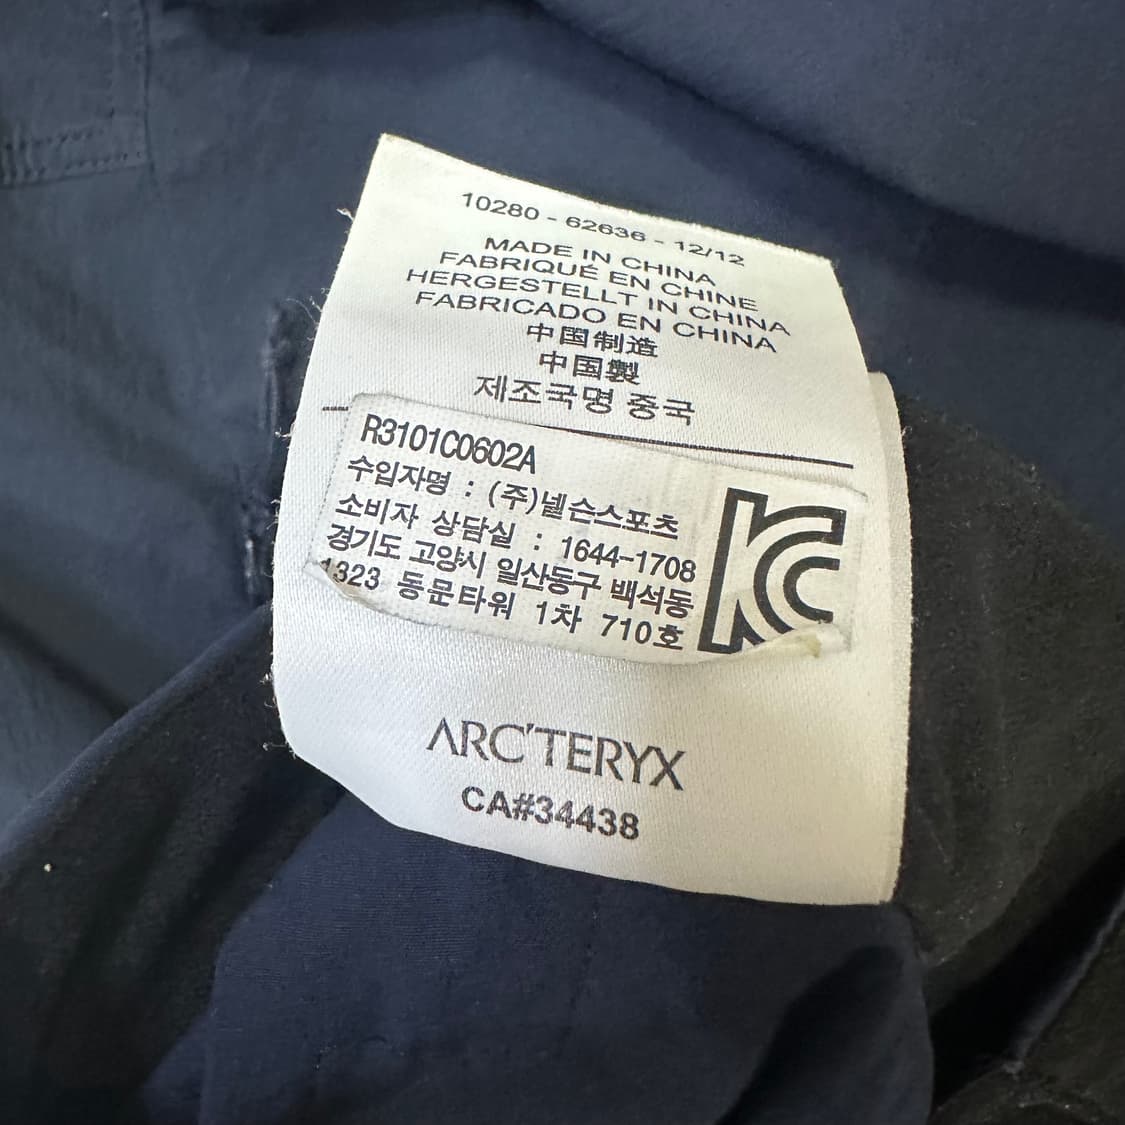 10280 - 62636 - 12/12
MADE IN CHINA
FABRIQUÉ EN CHINE
HERGESTELLT IN CHINA
FABRICADO EN CHINA
中国制造
中国製
제조국명 중국
R3101C0602A
수입자명 : (주)넬슨스포츠
소비자 상담실 : 1644-1708
경기도 고양시 일산동구 백석동
1323 동문타워 1차 710호
KC
ARC'TERYX
CA#34438